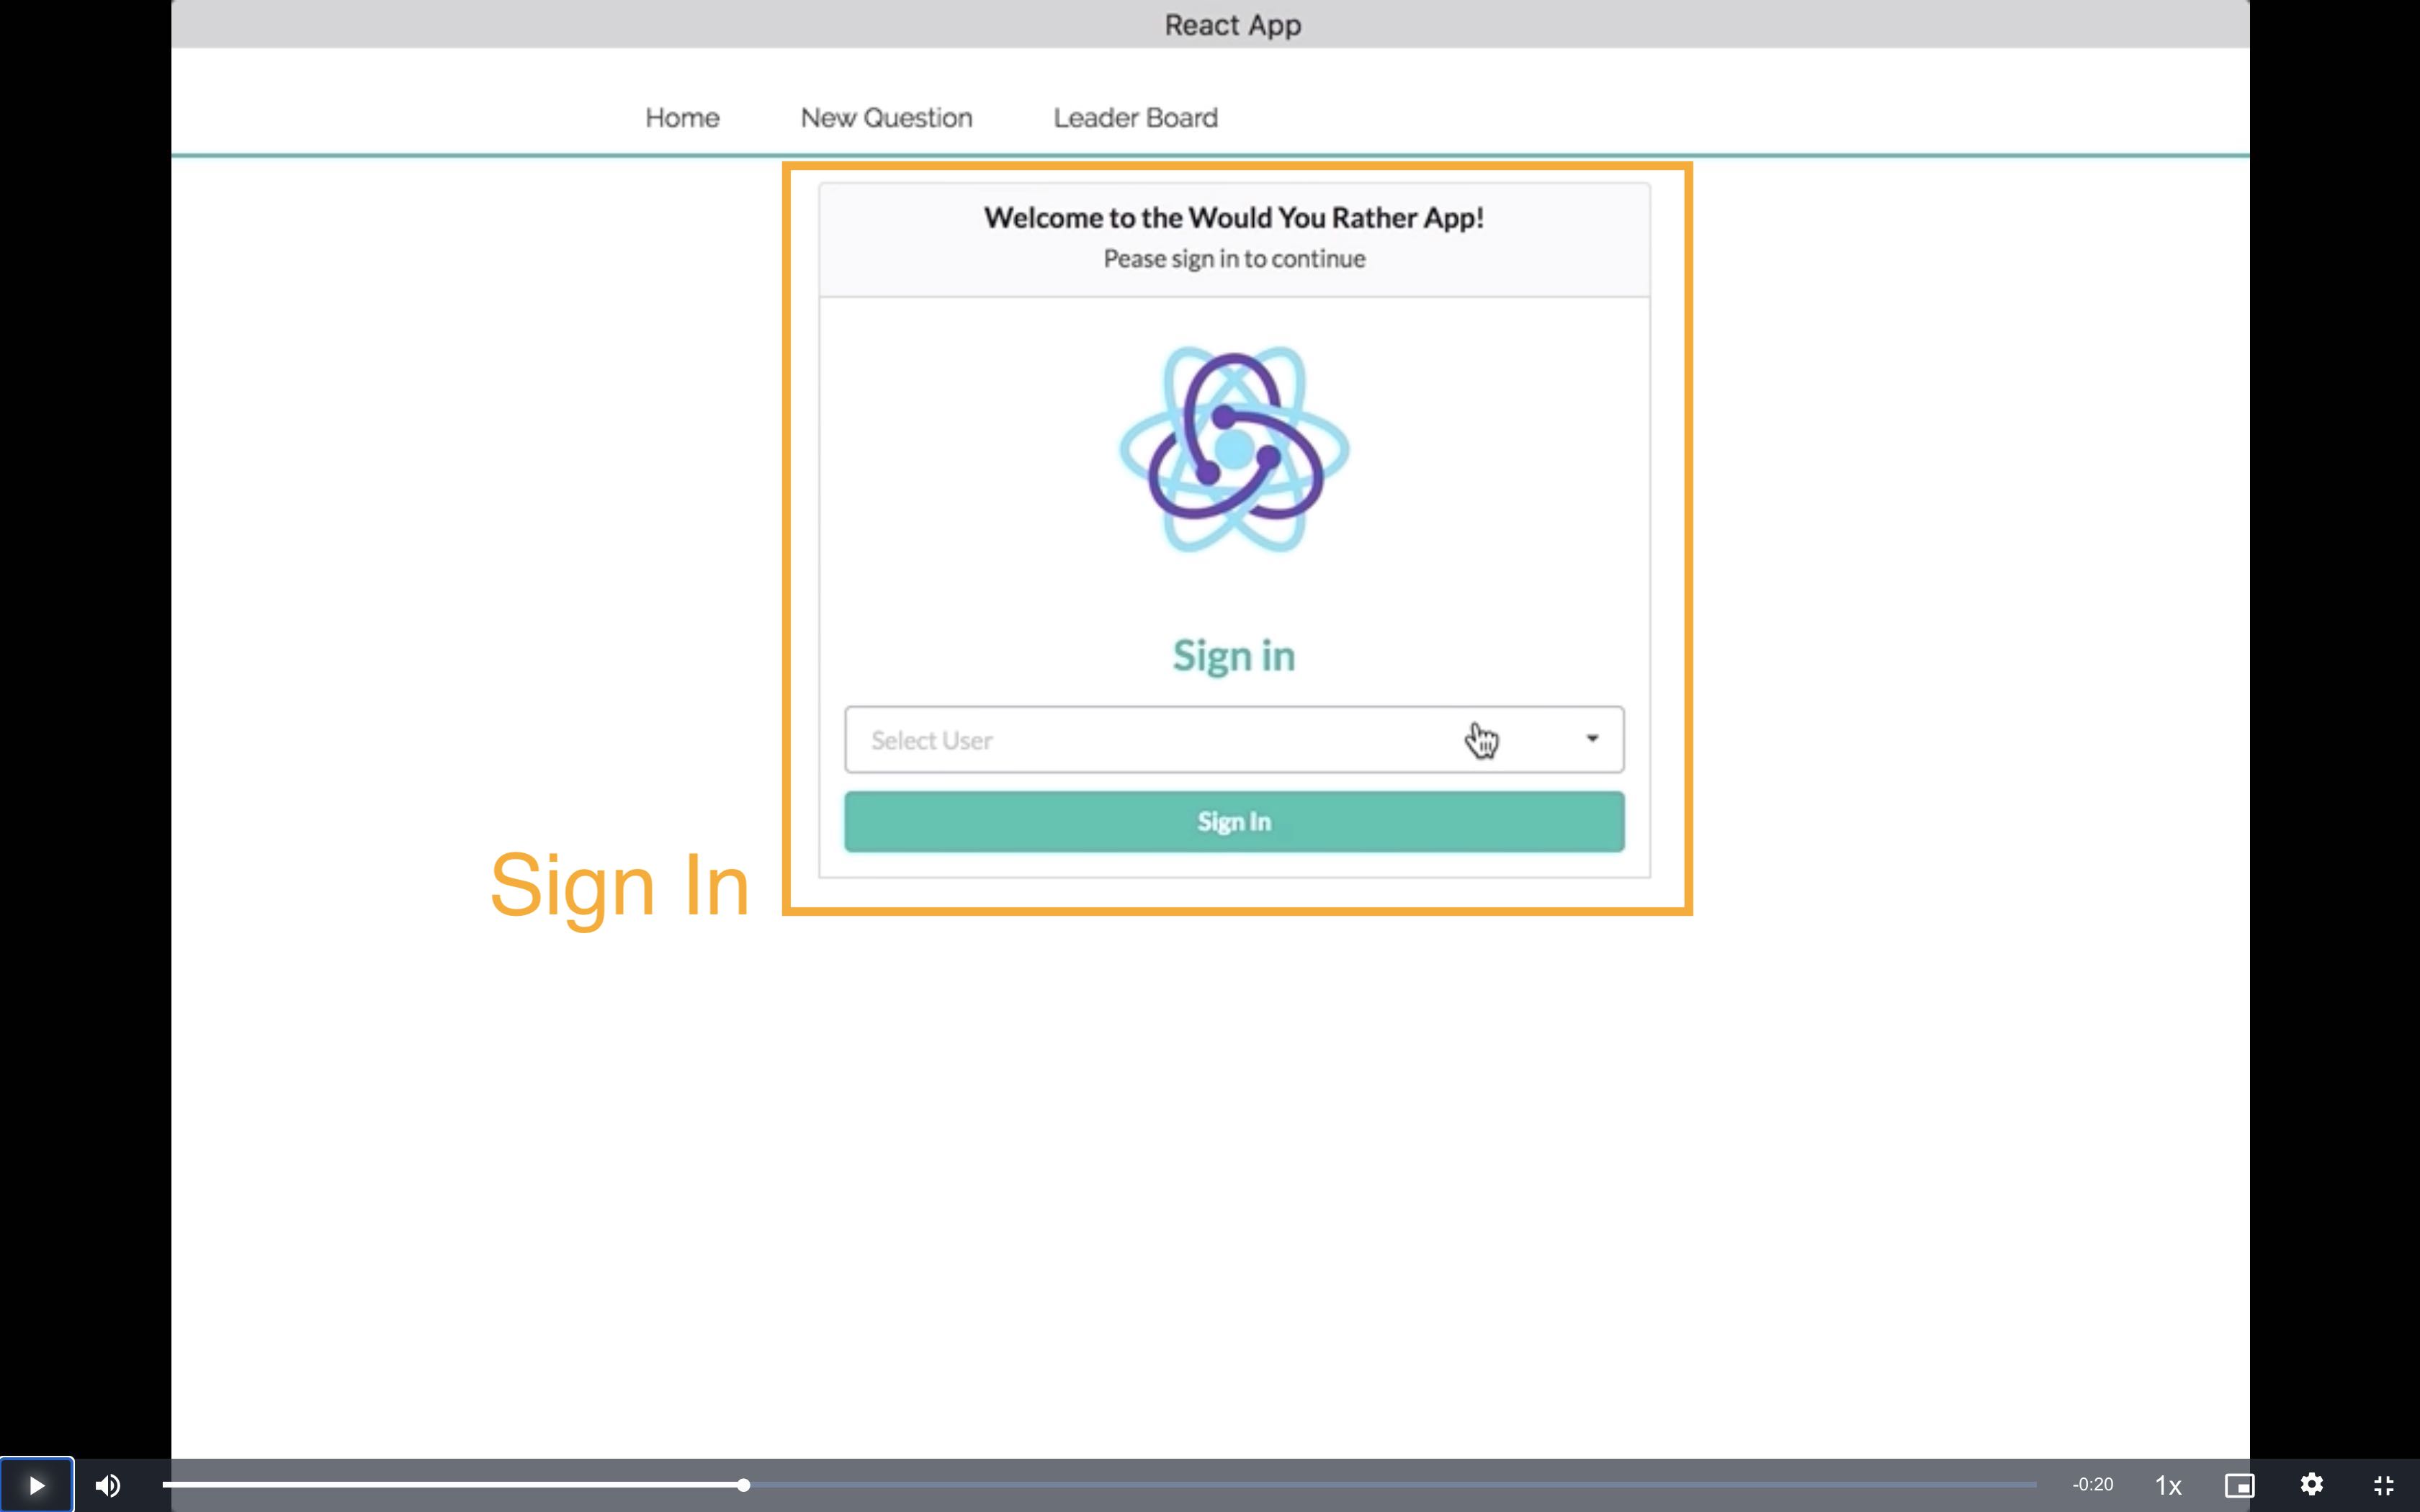 React App
Home New Question Leader Board
Welcome to the Would You Rather App!
Pease sign in to continue
Sign in
Select User
Sign In
Sign In
-0:20 1x